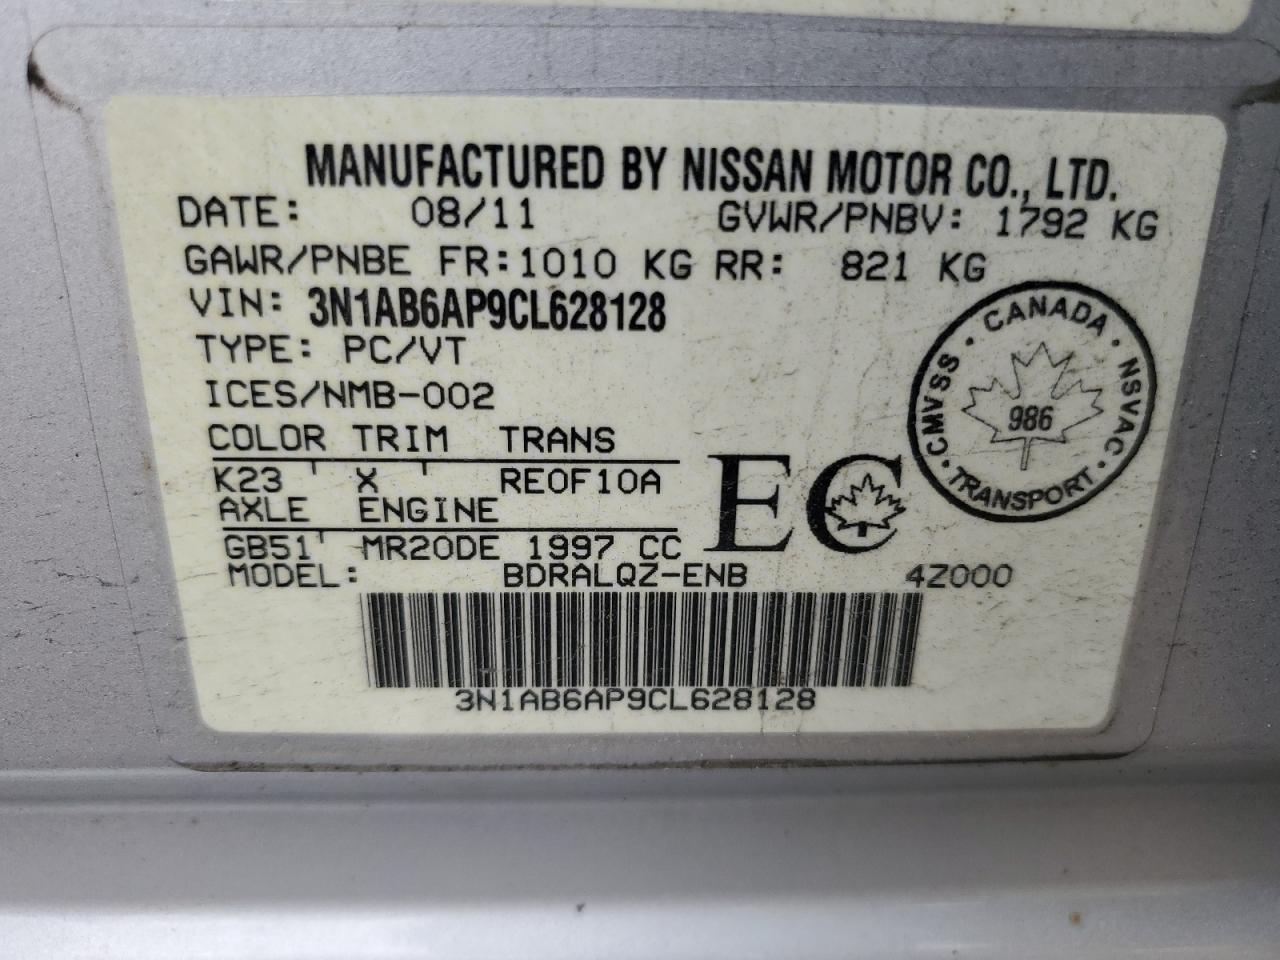 MANUFACTURED BY NISSAN MOTOR CO., LTD.
DATE: 08/11 GVWR/PNBV: 1792 KG
GAWR/PNBE FR:1010 KG RR: 821 KG
VIN: 3N1AB6AP9CL628128
TYPE: PC/VT
ICES/NMB-002
COLOR TRIM TRANS
K23 X RE0F10A
AXLE ENGINE
GB51 MR20DE 1997 CC
MODEL: BDRALQZ-ENB 4Z000
3N1AB6AP9CL628128
EC
CMVSS · CANADA · NSVAC · TRANSPORT ·
986